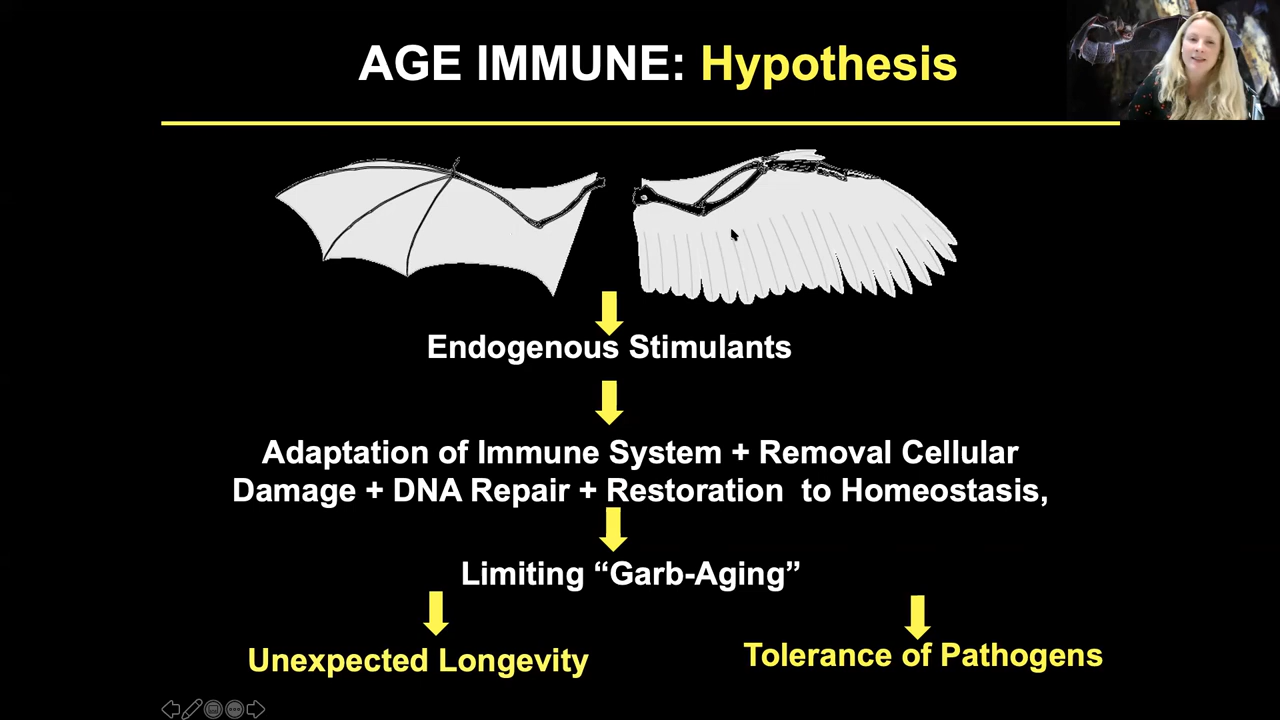 AGE IMMUNE: Hypothesis
Endogenous Stimulants
Adaptation of Immune System + Removal Cellular
Damage + DNA Repair + Restoration to Homeostasis,
Limiting “Garb-Aging”
Unexpected Longevity
Tolerance of Pathogens